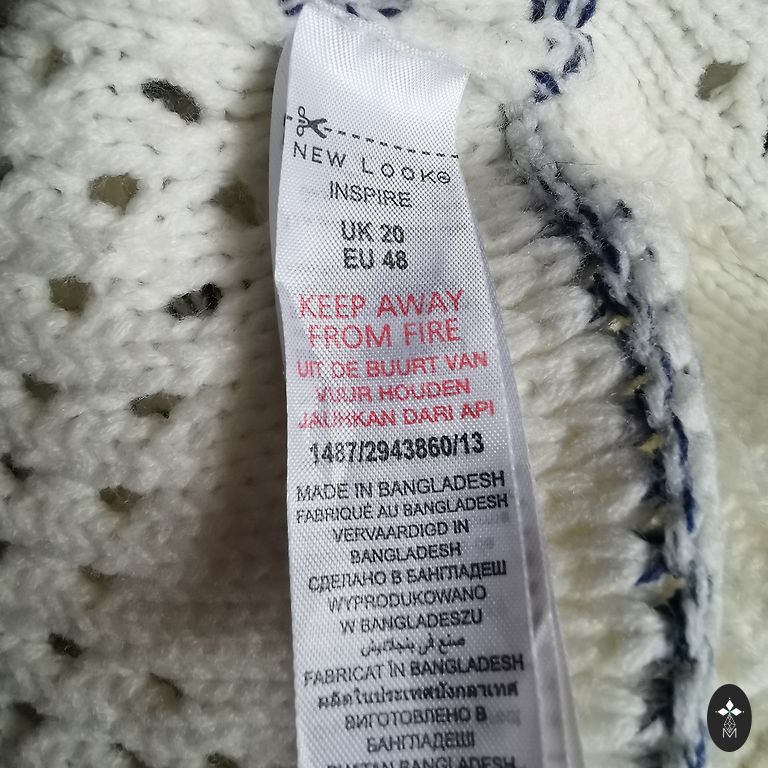 NEW LOOK
INSPIRE
UK 20
EU 48
KEEP AWAY
FROM FIRE
UIT DE BUURT VAN
VUUR HOUDEN
JAUHKAN DARI API
1487/2943860/13
MADE IN BANGLADESH
FABRIQUÉ AU BANGLADESH
VERVAARDIGD IN
BANGLADESH
СДЕЛАНО В БАНГЛАДЕШ
WYPRODUKOWANO
W BANGLADESZU
صنع في بنجلاديش
FABRICAT ÎN BANGLADESH
ผลิตในประเทศบังกลาเทศ
ВИГОТОВЛЕНО В
БАНГЛАДЕШІ
BUATAN BANGLADESH
M